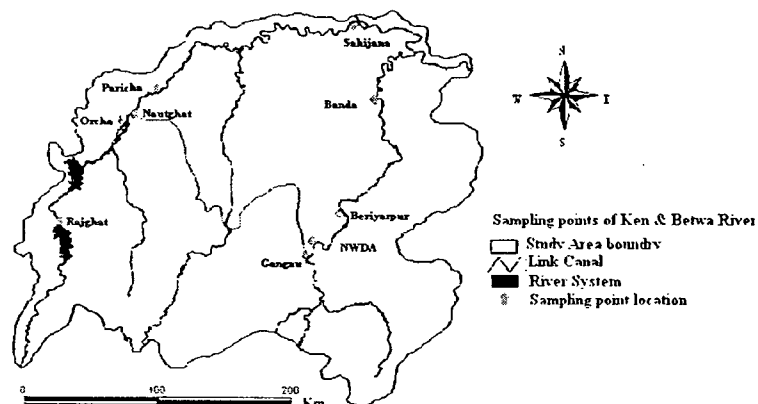 Sahijana
Paricha
Banda
Orcha
Nautghat
N
W
E
S
Rajghat
Beriyarpur
NWDA
Gangau
Sampling points of Ken & Betwa River
Study Area boundry
Link Canal
River System
Sampling point location
0 100 200
Km